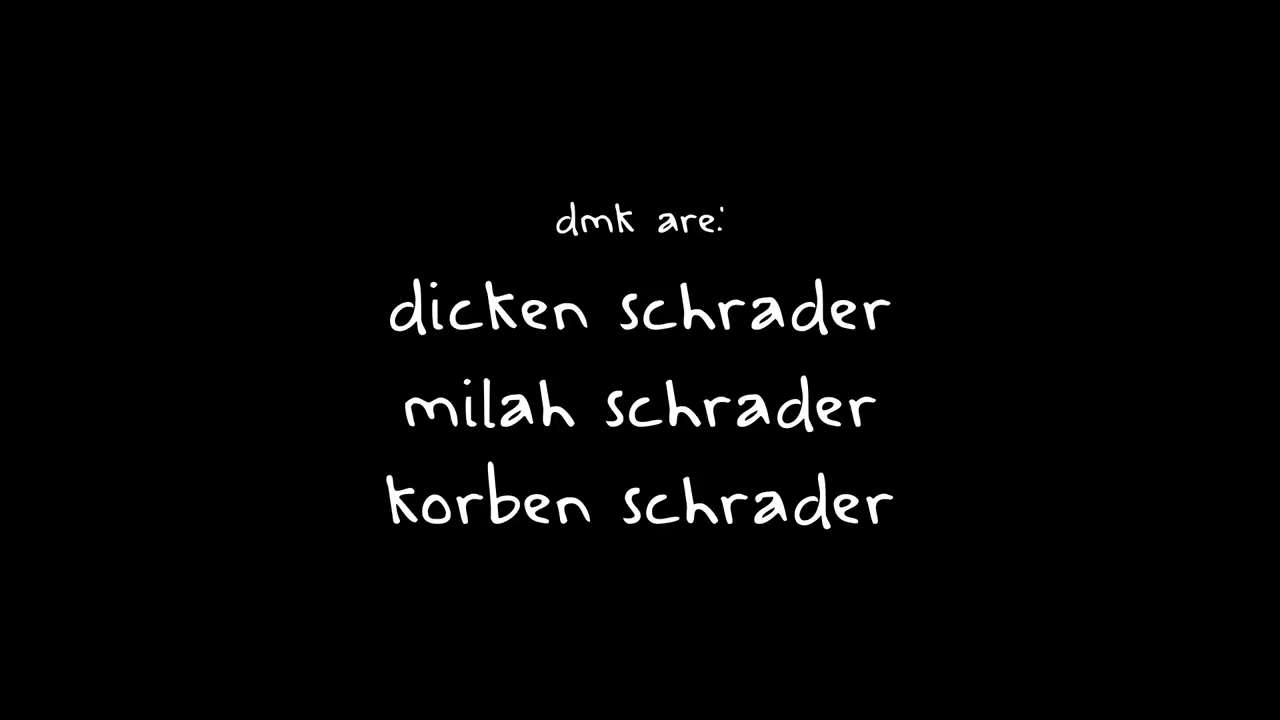 dmk are:
dicken schrader
milah schrader
korben schrader